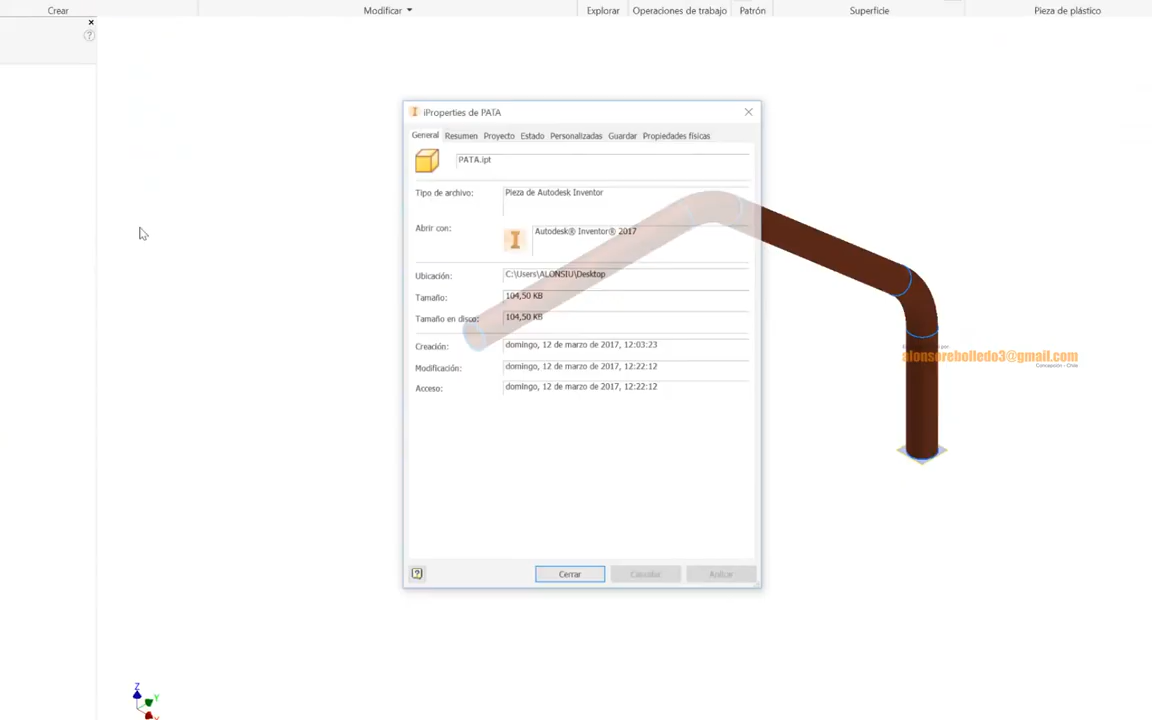 Crear
Modificar
Explorar
Operaciones de trabajo
Patrón
Superficie
Pieza de plástico
iProperties de PATA
General Resumen Proyecto Estado Personalizadas Guardar Propiedades físicas
PATA.ipt
Tipo de archivo: Pieza de Autodesk Inventor
Abrir con: Autodesk® Inventor® 2017
Ubicación: C:\Users\ALONSIU\Desktop
Tamaño: 104,50 KB
Tamaño en disco: 104,50 KB
Creación: domingo, 12 de marzo de 2017, 12:03:23
Modificación: domingo, 12 de marzo de 2017, 12:22:12
Acceso: domingo, 12 de marzo de 2017, 12:22:12
alonsorebolledo3@gmail.com
Concepción - Chile
Cerrar
Cancelar
Aplicar
Z
Y
X